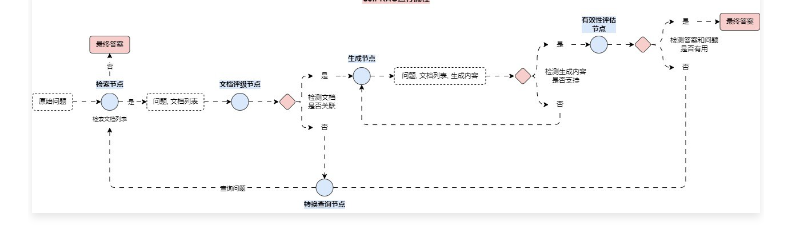 有效性评估
节点
是
最终答案
最终答案
检测答案和问题
是否有用
生成节点
是
否
检索节点
文档评级节点
是
检测生成内容
是否支持
否
原始问题
是
问题, 文档列表
检测文档
是否关联
问题, 文档列表, 生成内容
否
检索文档列表
否
查询问题
转换查询节点